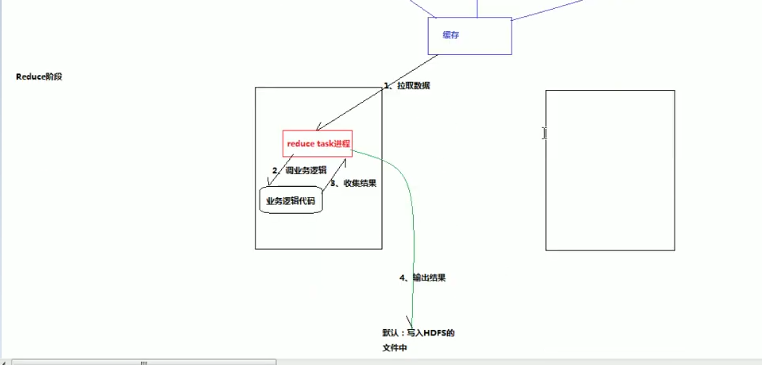 缓存
Reduce阶段
1、拉取数据
reduce task进程
2、调业务逻辑
3、收集结果
业务逻辑代码
4、输出结果
默认：写入HDFS的
文件中